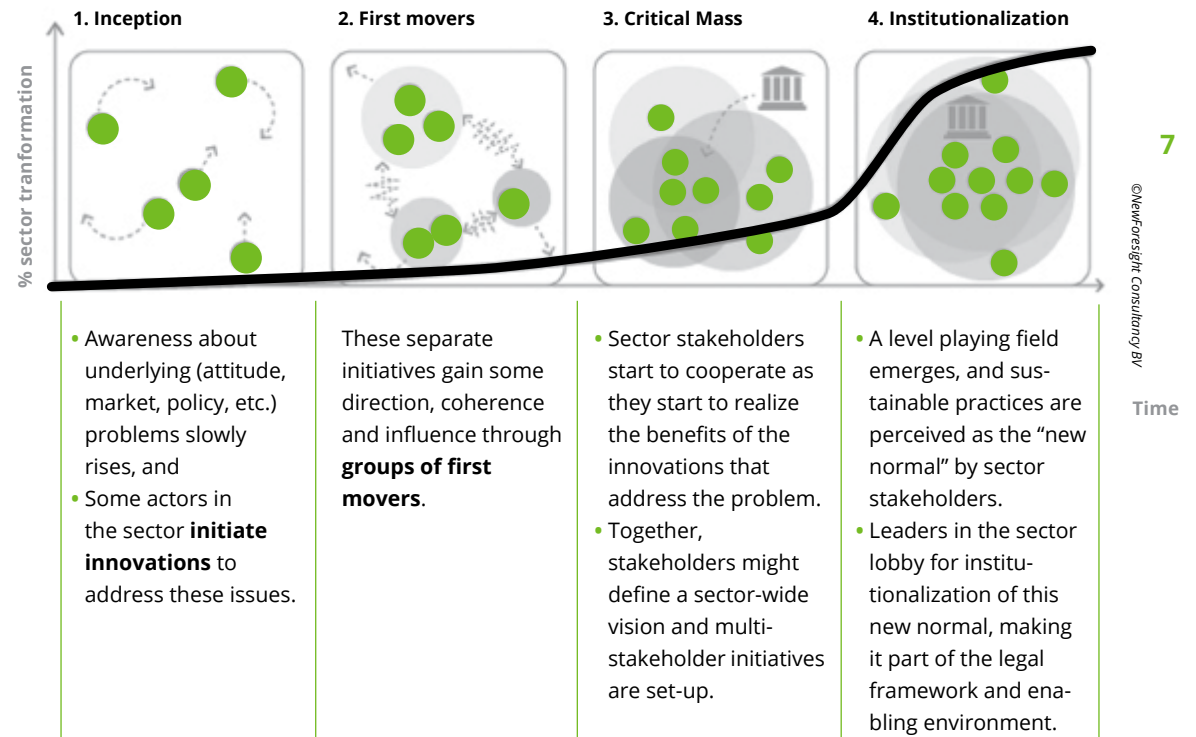 1. Inception
2. First movers
3. Critical Mass
4. Institutionalization
% sector tranformation
7
©NewForesight Consultancy BV
Time
• Awareness about
underlying (attitude,
market, policy, etc.)
problems slowly
rises, and
• Some actors in
the sector initiate
innovations to
address these issues.
These separate
initiatives gain some
direction, coherence
and influence through
groups of first
movers.
• Sector stakeholders
start to cooperate as
they start to realize
the benefits of the
innovations that
address the problem.
• Together,
stakeholders might
define a sector-wide
vision and multi-
stakeholder initiatives
are set-up.
• A level playing field
emerges, and sus-
tainable practices are
perceived as the “new
normal” by sector
stakeholders.
• Leaders in the sector
lobby for institu-
tionalization of this
new normal, making
it part of the legal
framework and ena-
bling environment.